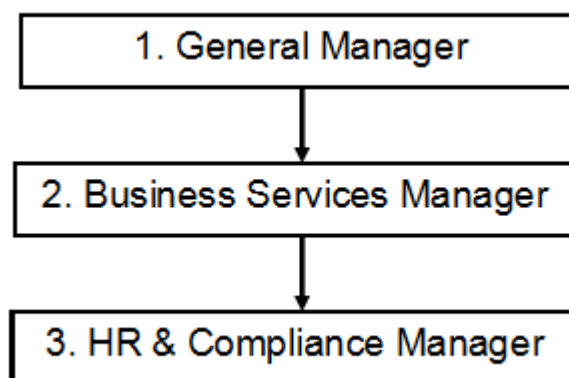 1. General Manager
2. Business Services Manager
3. HR & Compliance Manager